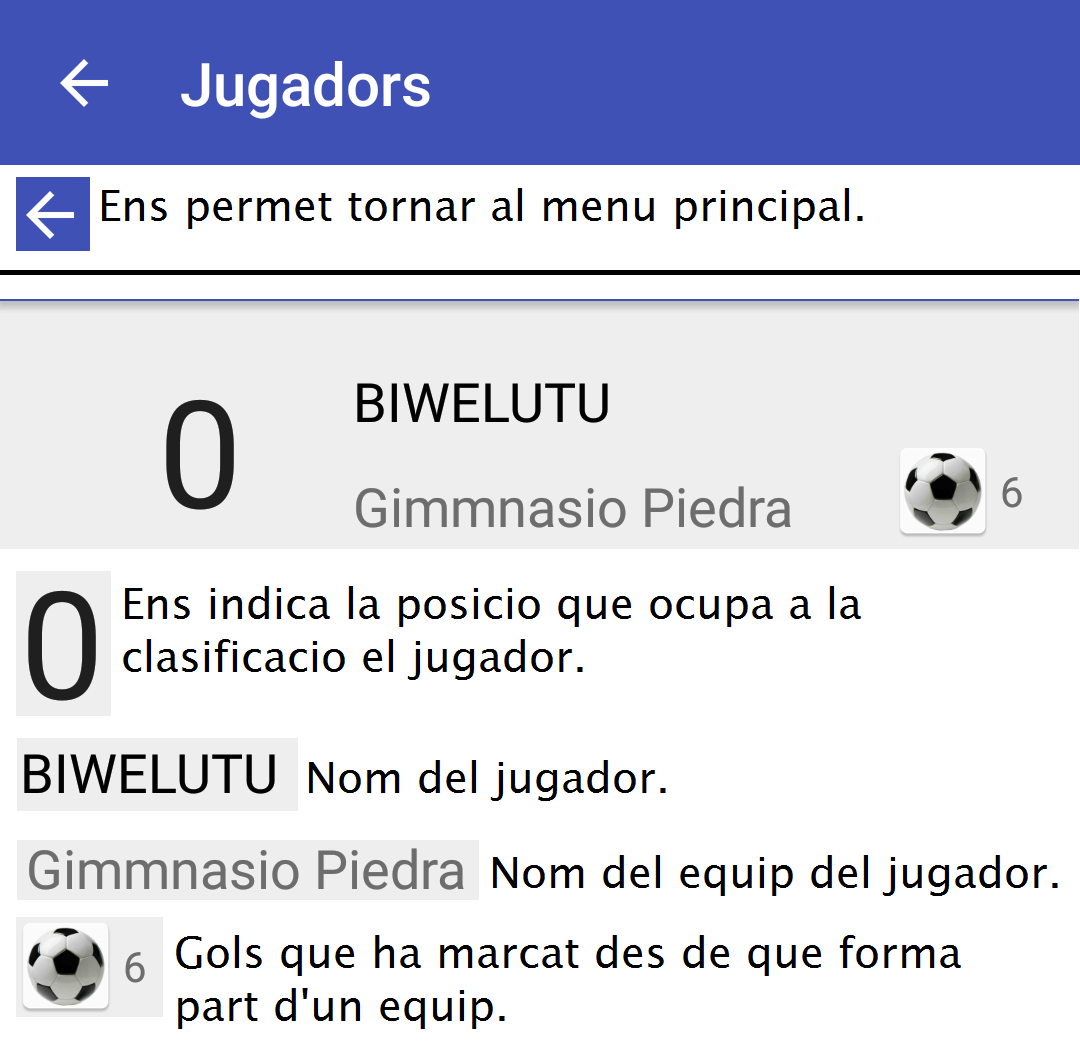 Jugadors
Ens permet tornar al menu principal.
0
BIWELUTU
Gimmnasio Piedra
6
0
Ens indica la posicio que ocupa a la
clasificacio el jugador.
BIWELUTU Nom del jugador.
Gimmnasio Piedra Nom del equip del jugador.
6
Gols que ha marcat des de que forma
part d'un equip.